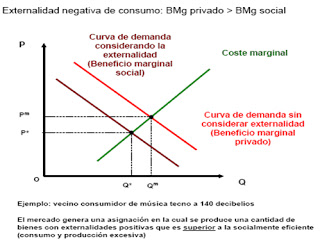 Externalidad negativa de consumo: BMg privado > BMg social
Curva de demanda
considerando la
externalidad
(Beneficio marginal
social)
P
Coste marginal
Pm
P*
Curva de demanda sin
considerar externalidad
(Beneficio marginal
privado)
O
Q*
Qm
Q
Ejemplo: vecino consumidor de música tecno a 140 decibelios
El mercado genera una asignación en la cual se produce una cantidad de
bienes con externalidades positivas que es superior a la socialmente eficiente
(consumo y producción excesiva)